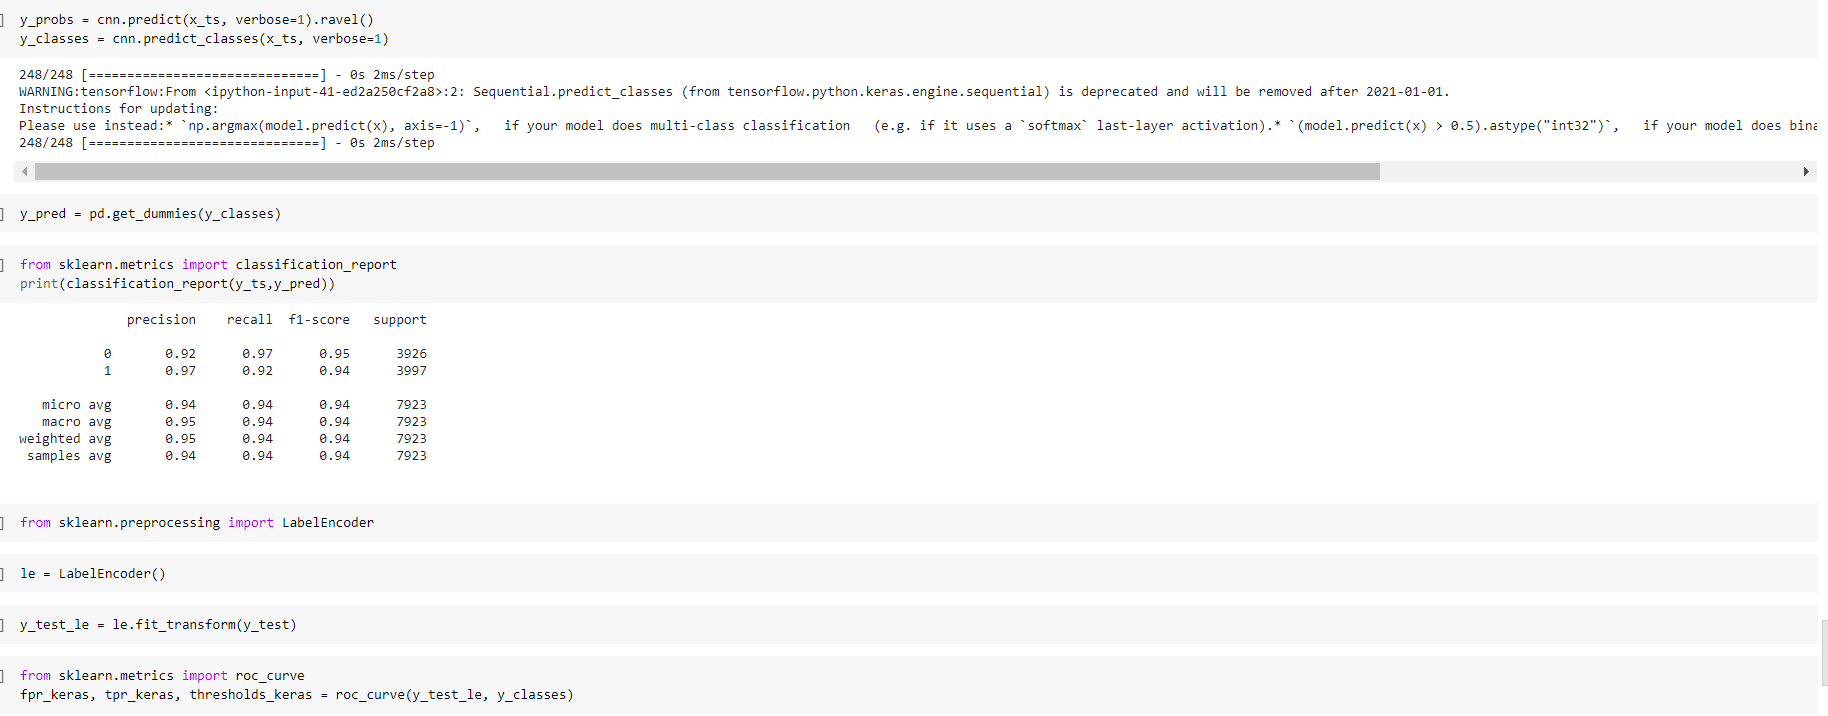 y_probs = cnn.predict(x_ts, verbose=1).ravel()
y_classes = cnn.predict_classes(x_ts, verbose=1)
248/248 [==============================] - 0s 2ms/step
WARNING:tensorflow:From <ipython-input-41-ed2a250cf2a8>:2: Sequential.predict_classes (from tensorflow.python.keras.engine.sequential) is deprecated and will be removed after 2021-01-01.
Instructions for updating:
Please use instead:* `np.argmax(model.predict(x), axis=-1)`,   if your model does multi-class classification   (e.g. if it uses a `softmax` last-layer activation).* `(model.predict(x) > 0.5).astype("int32")`,   if your model does bina
248/248 [==============================] - 0s 2ms/step
] y_pred = pd.get_dummies(y_classes)
] from sklearn.metrics import classification_report
print(classification_report(y_ts,y_pred))
precision    recall  f1-score   support
0       0.92      0.97      0.95      3926
1       0.97      0.92      0.94      3997
micro avg       0.94      0.94      0.94      7923
macro avg       0.95      0.94      0.94      7923
weighted avg       0.95      0.94      0.94      7923
samples avg       0.94      0.94      0.94      7923
] from sklearn.preprocessing import LabelEncoder
] le = LabelEncoder()
] y_test_le = le.fit_transform(y_test)
] from sklearn.metrics import roc_curve
fpr_keras, tpr_keras, thresholds_keras = roc_curve(y_test_le, y_classes)